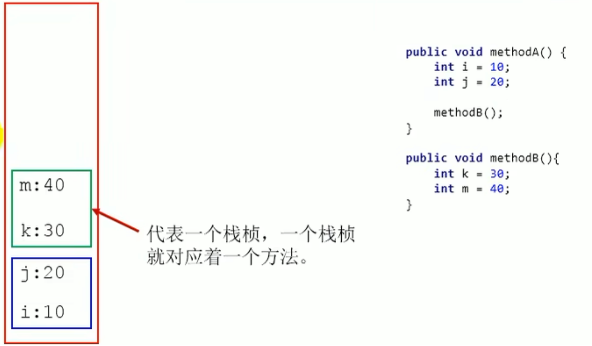 m:40
k:30
j:20
i:10
代表一个栈桢，一个栈桢
就对应着一个方法。
public void methodA() {
int i = 10;
int j = 20;
methodB();
}
public void methodB(){
int k = 30;
int m = 40;
}